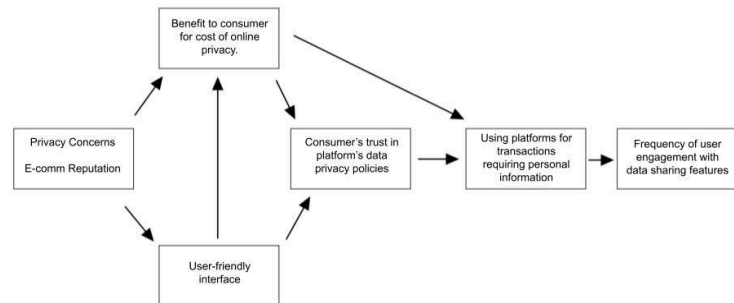 Benefit to consumer
for cost of online
privacy.
Privacy Concerns
E-comm Reputation
Consumer's trust in
platform's data
privacy policies
Using platforms for
transactions
requiring personal
information
Frequency of user
engagement with
data sharing features
User-friendly
interface